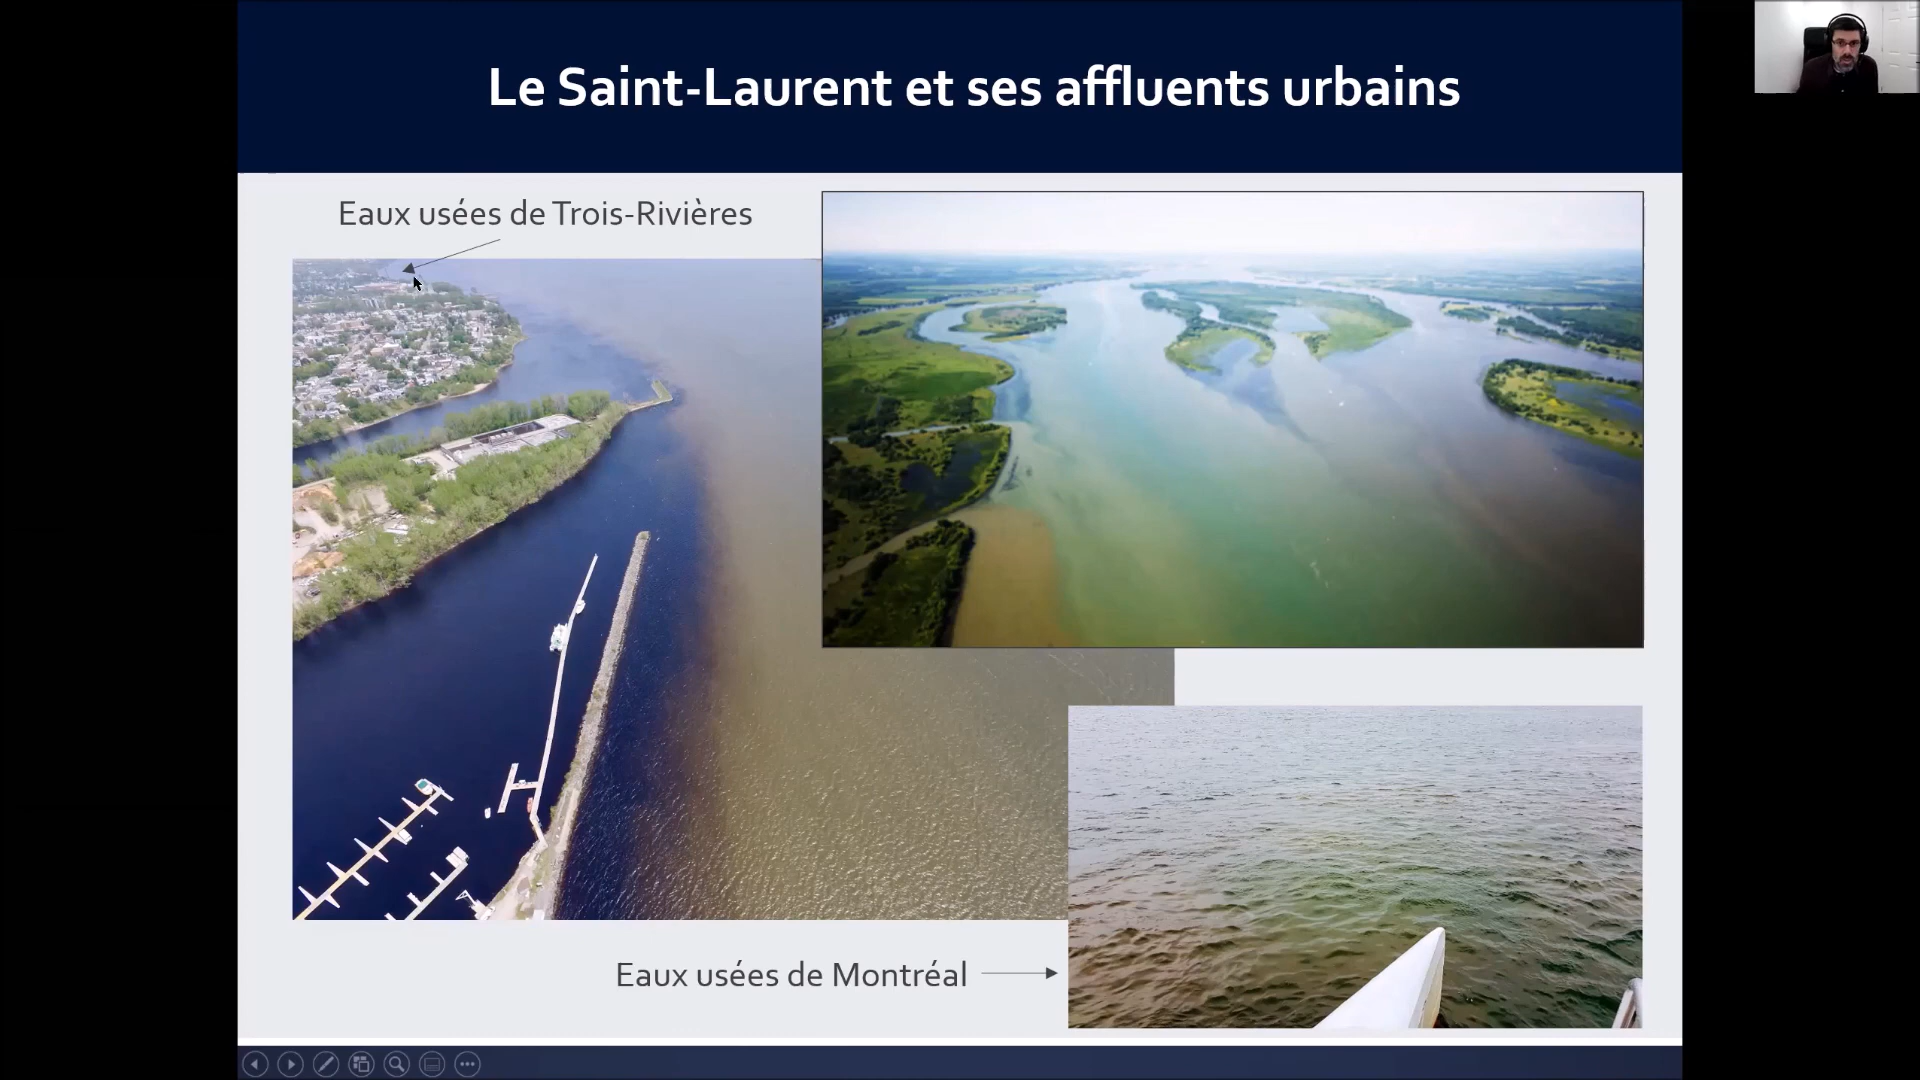 Le Saint-Laurent et ses affluents urbains
Eaux usées de Trois-Rivières
Eaux usées de Montréal